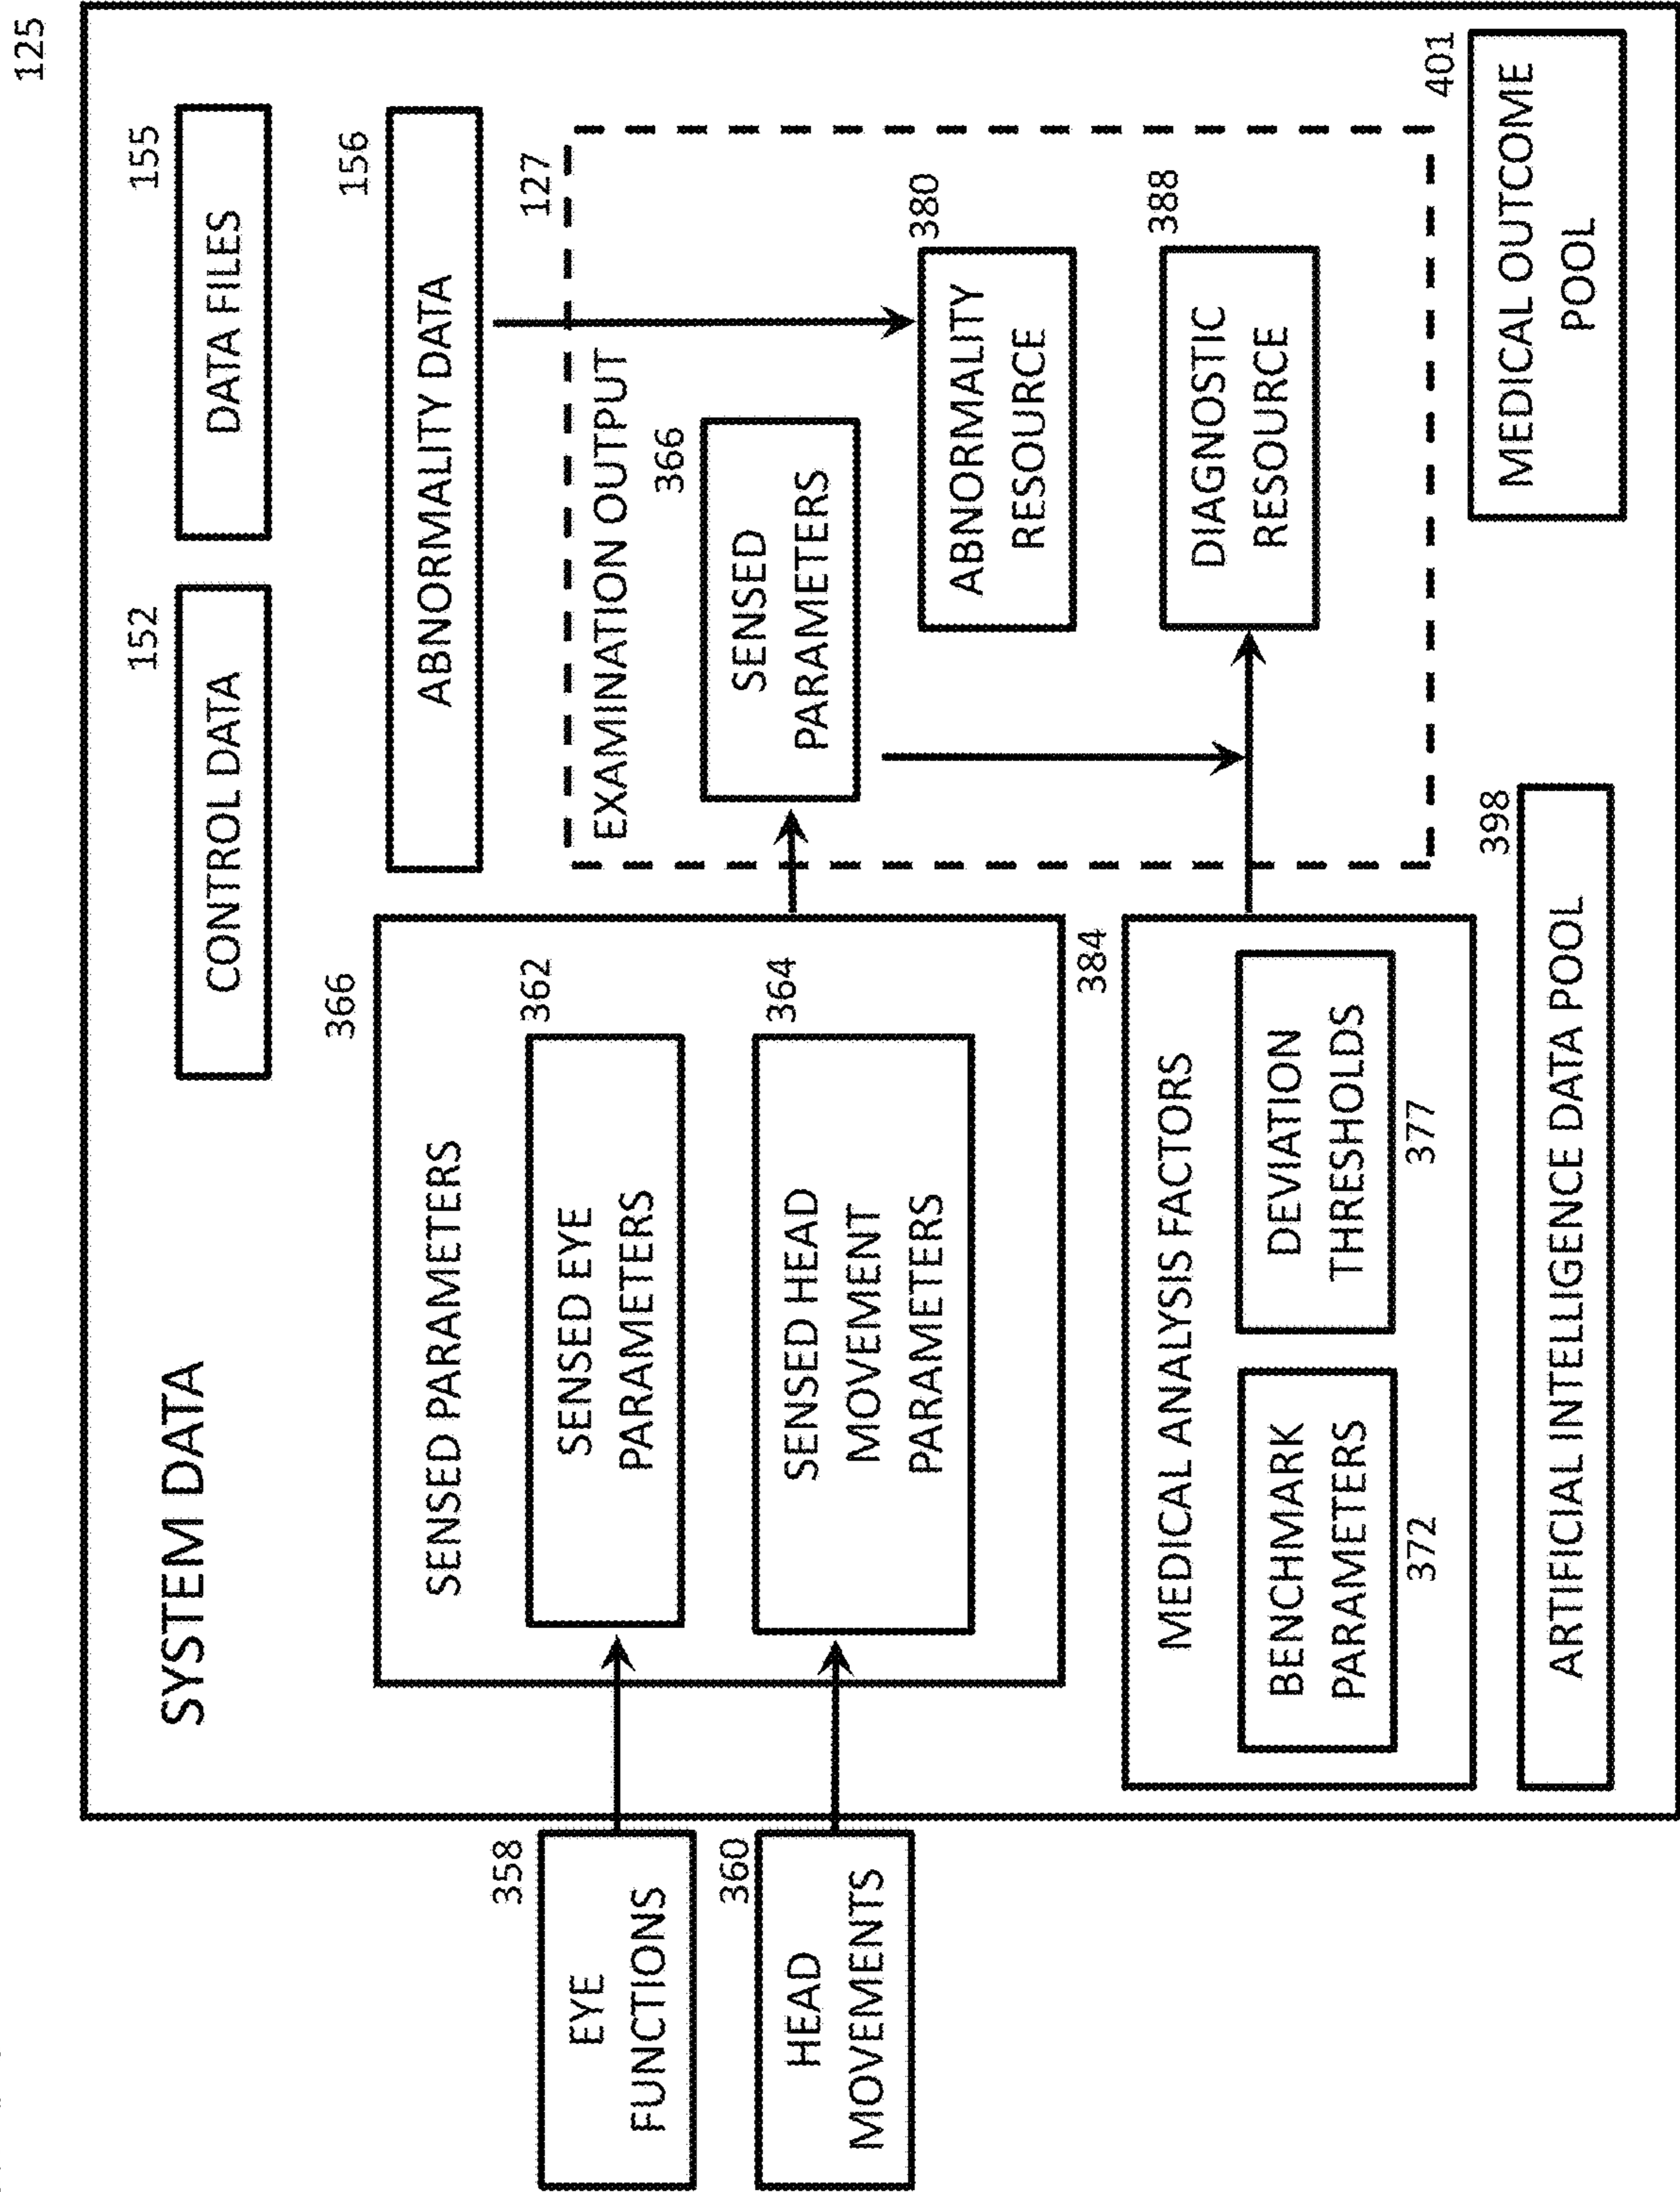 125
SYSTEM DATA
152
CONTROL DATA
155
DATA FILES
366
SENSED PARAMETERS
156
ABNORMALITY DATA
358
EYE
FUNCTIONS
362
SENSED EYE
PARAMETERS
127
EXAMINATION OUTPUT
366
SENSED
PARAMETERS
360
HEAD
MOVEMENTS
364
SENSED HEAD
MOVEMENT
PARAMETERS
380
ABNORMALITY
RESOURCE
384
MEDICAL ANALYSIS FACTORS
BENCHMARK
PARAMETERS
372
DEVIATION
THRESHOLDS
377
388
DIAGNOSTIC
RESOURCE
398
ARTIFICIAL INTELLIGENCE DATA POOL
401
MEDICAL OUTCOME
POOL